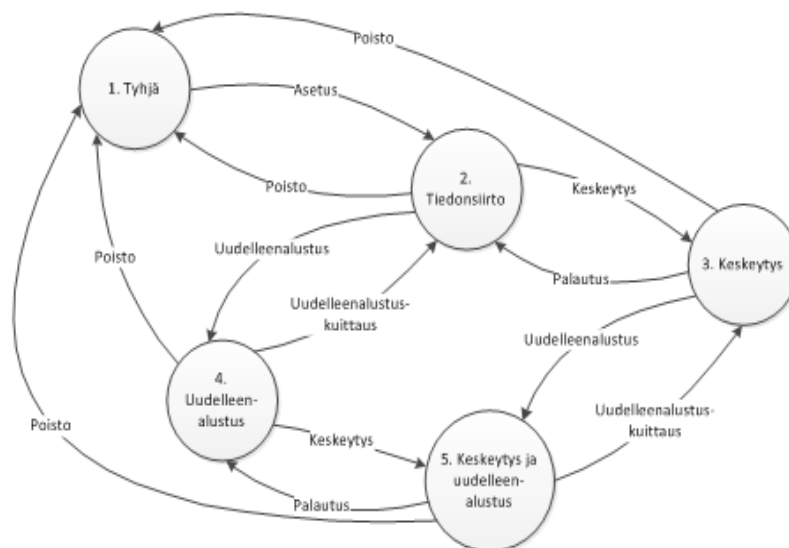 Poisto
1. Tyhjä
Asetus
2.
Tiedonsiirto
Poisto
Keskeytys
Uudelleenalustus
Poisto
3. Keskeytys
Palautus
Uudelleenalustus-
kuittaus
Uudelleenalustus
4.
Uudelleen-
alustus
Uudelleenalustus-
kuittaus
Poisto
Keskeytys
5. Keskeytys ja
uudelleen-
alustus
Palautus